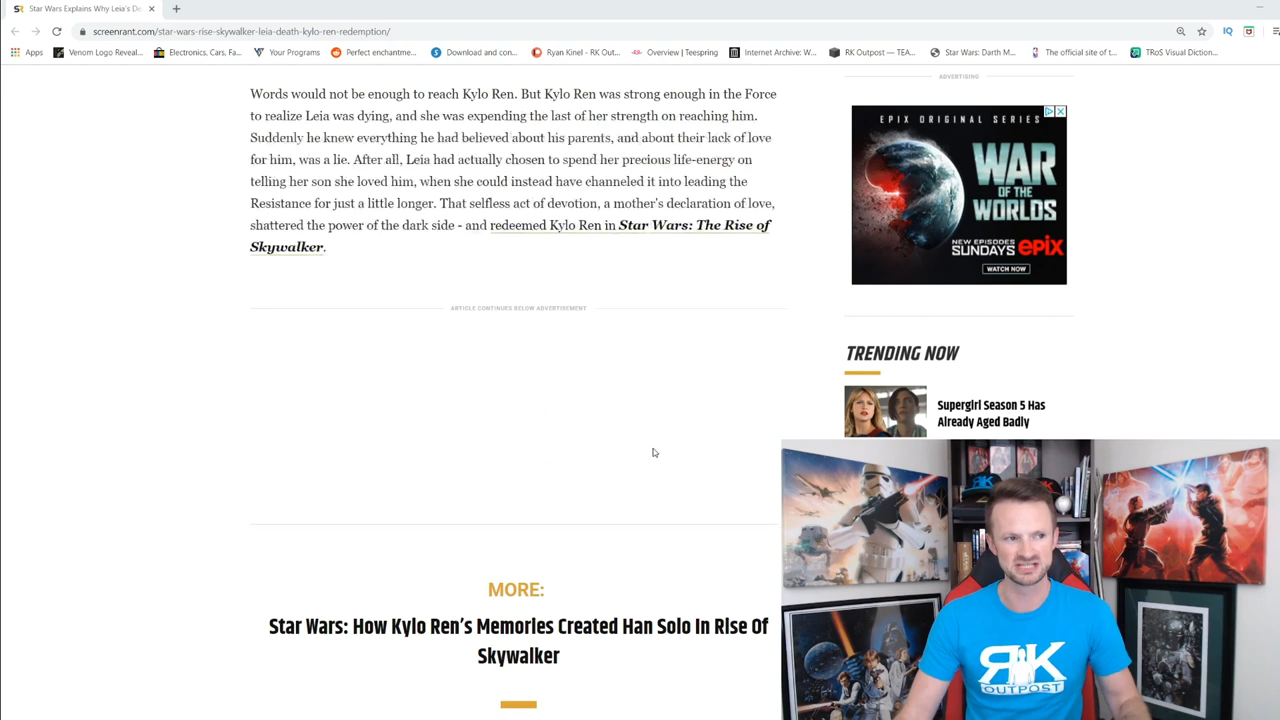 Star Wars Explains Why Leia's De
screenrant.com/star-wars-rise-skywalker-leia-death-kylo-ren-redemption/
Apps
Venom Logo Reveal...
Electronics, Cars, Fa...
Your Programs
Perfect enchantme...
Download and con...
Ryan Kinel - RK Out...
Overview | Teespring
Internet Archive: W...
RK Outpost — TEA...
Star Wars: Darth M...
The official site of t...
TRoS Visual Diction...
Words would not be enough to reach Kylo Ren. But Kylo Ren was strong enough in the Force
to realize Leia was dying, and she was expending the last of her strength on reaching him.
Suddenly he knew everything he had believed about his parents, and about their lack of love
for him, was a lie. After all, Leia had actually chosen to spend her precious life-energy on
telling her son she loved him, when she could instead have channeled it into leading the
Resistance for just a little longer. That selfless act of devotion, a mother's declaration of love,
shattered the power of the dark side - and redeemed Kylo Ren in Star Wars: The Rise of
Skywalker.
ARTICLE CONTINUES BELOW ADVERTISEMENT
MORE:
Star Wars: How Kylo Ren's Memories Created Han Solo In Rise Of
Skywalker
ADVERTISING
EPIX ORIGINAL SERIES
WAR
OF THE
WORLDS
NEW EPISODES
SUNDAYS epix
WATCH NOW
TRENDING NOW
Supergirl Season 5 Has
Already Aged Badly
RK
OUTPOST